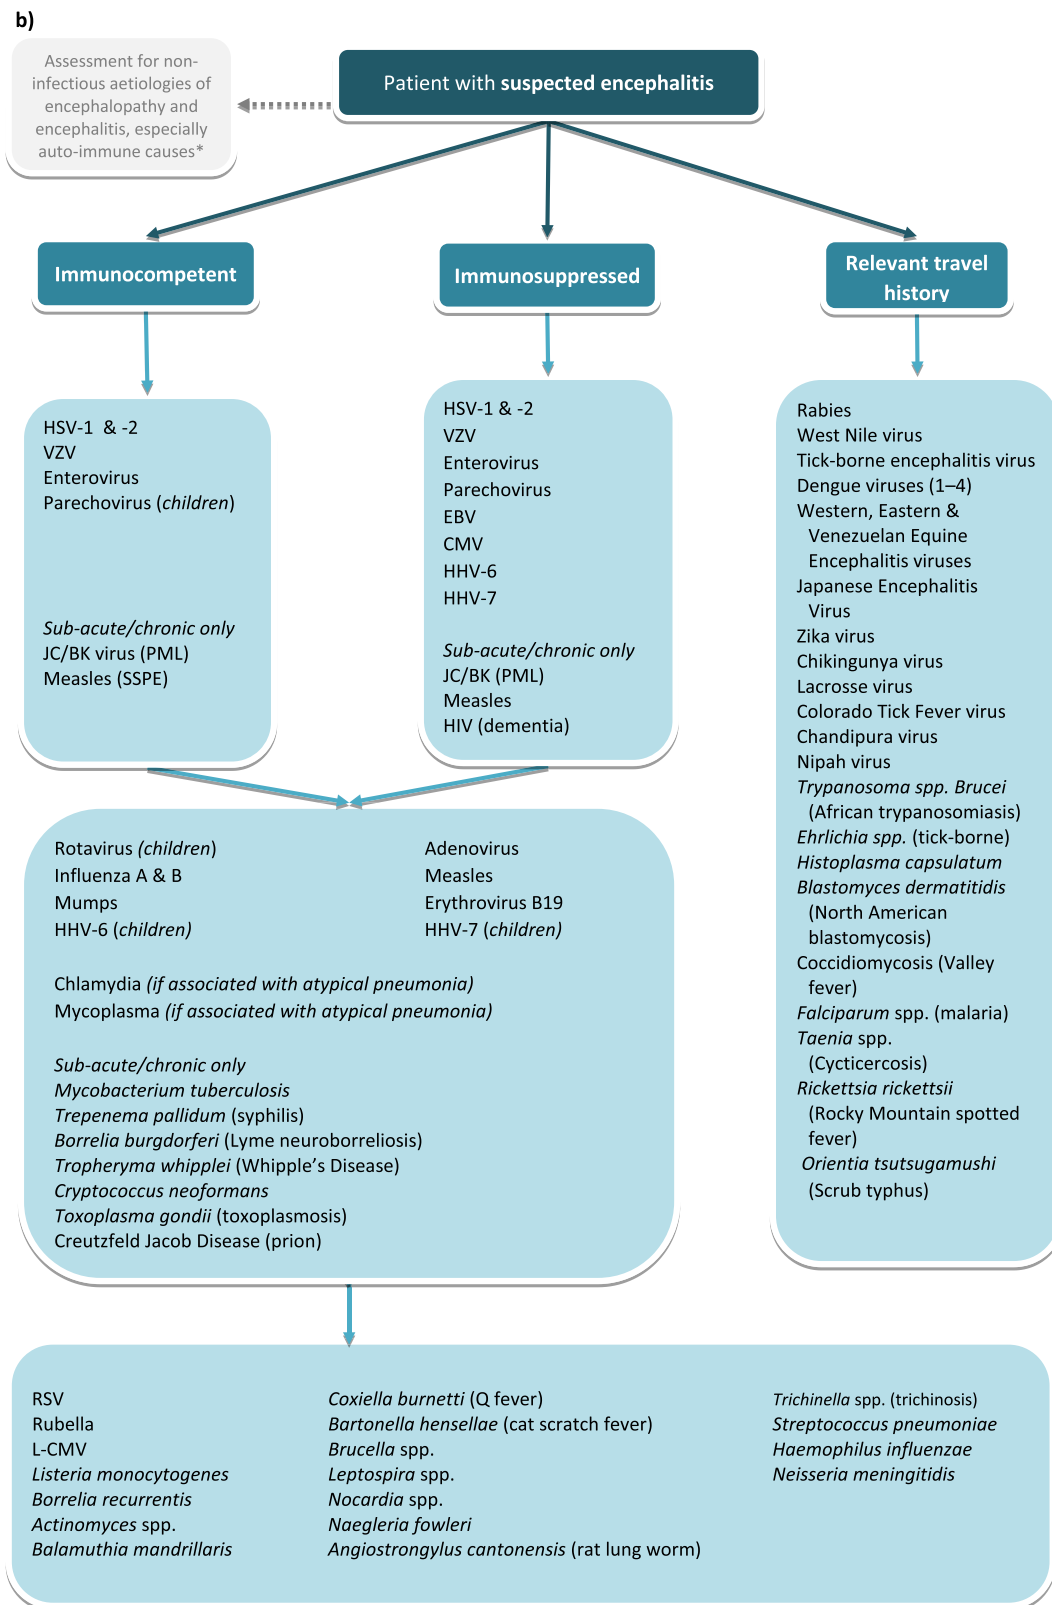 b)
Assessment for non-
infectious aetiologies of
encephalopathy and
encephalitis, especially
auto-immune causes*
Patient with suspected encephalitis
Immunocompetent
Immunosuppressed
Relevant travel
history
HSV-1 & -2
VZV
Enterovirus
Parechovirus (children)
Sub-acute/chronic only
JC/BK virus (PML)
Measles (SSPE)
HSV-1 & -2
VZV
Enterovirus
Parechovirus
EBV
CMV
HHV-6
HHV-7
Sub-acute/chronic only
JC/BK (PML)
Measles
HIV (dementia)
Rabies
West Nile virus
Tick-borne encephalitis virus
Dengue viruses (1–4)
Western, Eastern &
Venezuelan Equine
Encephalitis viruses
Japanese Encephalitis
Virus
Zika virus
Chikingunya virus
Lacrosse virus
Colorado Tick Fever virus
Chandipura virus
Nipah virus
Trypanosoma spp. Brucei
(African trypanosomiasis)
Ehrlichia spp. (tick-borne)
Histoplasma capsulatum
Blastomyces dermatitidis
(North American
blastomycosis)
Coccidiomycosis (Valley
fever)
Falciparum spp. (malaria)
Taenia spp.
(Cycticercosis)
Rickettsia rickettsii
(Rocky Mountain spotted
fever)
Orientia tsutsugamushi
(Scrub typhus)
Rotavirus (children)
Influenza A & B
Mumps
HHV-6 (children)
Adenovirus
Measles
Erythrovirus B19
HHV-7 (children)
Chlamydia (if associated with atypical pneumonia)
Mycoplasma (if associated with atypical pneumonia)
Sub-acute/chronic only
Mycobacterium tuberculosis
Trepenema pallidum (syphilis)
Borrelia burgdorferi (Lyme neuroborreliosis)
Tropheryma whipplei (Whipple's Disease)
Cryptococcus neoformans
Toxoplasma gondii (toxoplasmosis)
Creutzfeld Jacob Disease (prion)
RSV
Rubella
L-CMV
Listeria monocytogenes
Borrelia recurrentis
Actinomyces spp.
Balamuthia mandrillaris
Coxiella burnetti (Q fever)
Bartonella hensellae (cat scratch fever)
Brucella spp.
Leptospira spp.
Nocardia spp.
Naegleria fowleri
Angiostrongylus cantonensis (rat lung worm)
Trichinella spp. (trichinosis)
Streptococcus pneumoniae
Haemophilus influenzae
Neisseria meningitidis